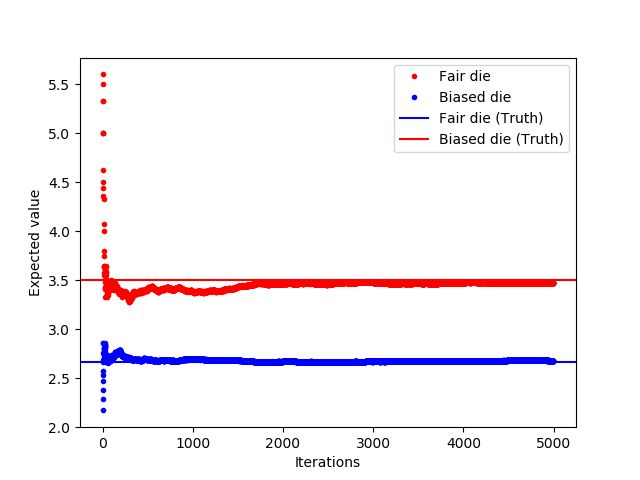 Fair die
Biased die
Fair die (Truth)
Biased die (Truth)
5.5
5.0
4.5
4.0
3.5
3.0
2.5
2.0
Expected value
0 1000 2000 3000 4000 5000
Iterations